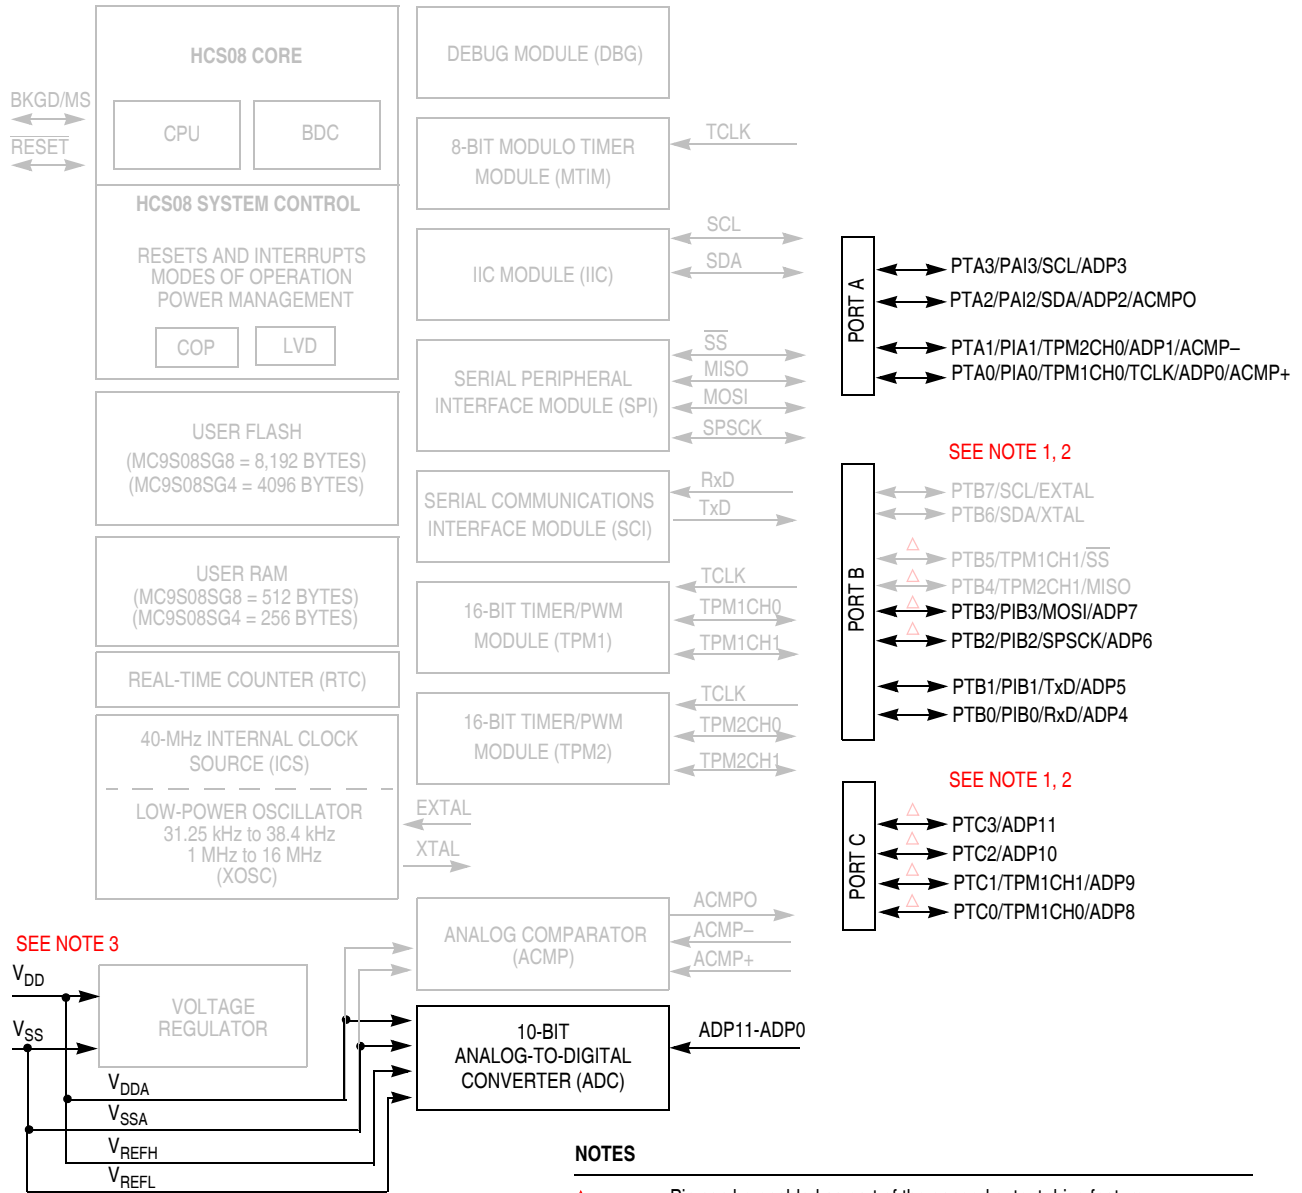 HCS08 CORE
BKGD/MS
RESET
CPU
BDC
HCS08 SYSTEM CONTROL
RESETS AND INTERRUPTS
MODES OF OPERATION
POWER MANAGEMENT
COP
LVD
USER FLASH
(MC9S08SG8 = 8,192 BYTES)
(MC9S08SG4 = 4096 BYTES)
USER RAM
(MC9S08SG8 = 512 BYTES)
(MC9S08SG4 = 256 BYTES)
REAL-TIME COUNTER (RTC)
40-MHz INTERNAL CLOCK
SOURCE (ICS)
LOW-POWER OSCILLATOR
31.25 kHz to 38.4 kHz
1 MHz to 16 MHz
(XOSC)
EXTAL
XTAL
SEE NOTE 3
VDD
VSS
VOLTAGE
REGULATOR
VDDA
VSSA
VREFH
VREFL
DEBUG MODULE (DBG)
8-BIT MODULO TIMER
MODULE (MTIM)
TCLK
IIC MODULE (IIC)
SCL
SDA
SERIAL PERIPHERAL
INTERFACE MODULE (SPI)
SS
MISO
MOSI
SPSCK
SERIAL COMMUNICATIONS
INTERFACE MODULE (SCI)
RxD
TxD
16-BIT TIMER/PWM
MODULE (TPM1)
TCLK
TPM1CH0
TPM1CH1
16-BIT TIMER/PWM
MODULE (TPM2)
TCLK
TPM2CH0
TPM2CH1
ANALOG COMPARATOR
(ACMP)
ACMPO
ACMP–
ACMP+
10-BIT
ANALOG-TO-DIGITAL
CONVERTER (ADC)
ADP11-ADP0
PORT A
PTA3/PAI3/SCL/ADP3
PTA2/PAI2/SDA/ADP2/ACMPO
PTA1/PIA1/TPM2CH0/ADP1/ACMP–
PTA0/PIA0/TPM1CH0/TCLK/ADP0/ACMP+
SEE NOTE 1, 2
PORT B
PTB7/SCL/EXTAL
PTB6/SDA/XTAL
PTB5/TPM1CH1/SS
PTB4/TPM2CH1/MISO
PTB3/PIB3/MOSI/ADP7
PTB2/PIB2/SPSCK/ADP6
PTB1/PIB1/TxD/ADP5
PTB0/PIB0/RxD/ADP4
SEE NOTE 1, 2
PORT C
PTC3/ADP11
PTC2/ADP10
PTC1/TPM1CH1/ADP9
PTC0/TPM1CH0/ADP8
NOTES